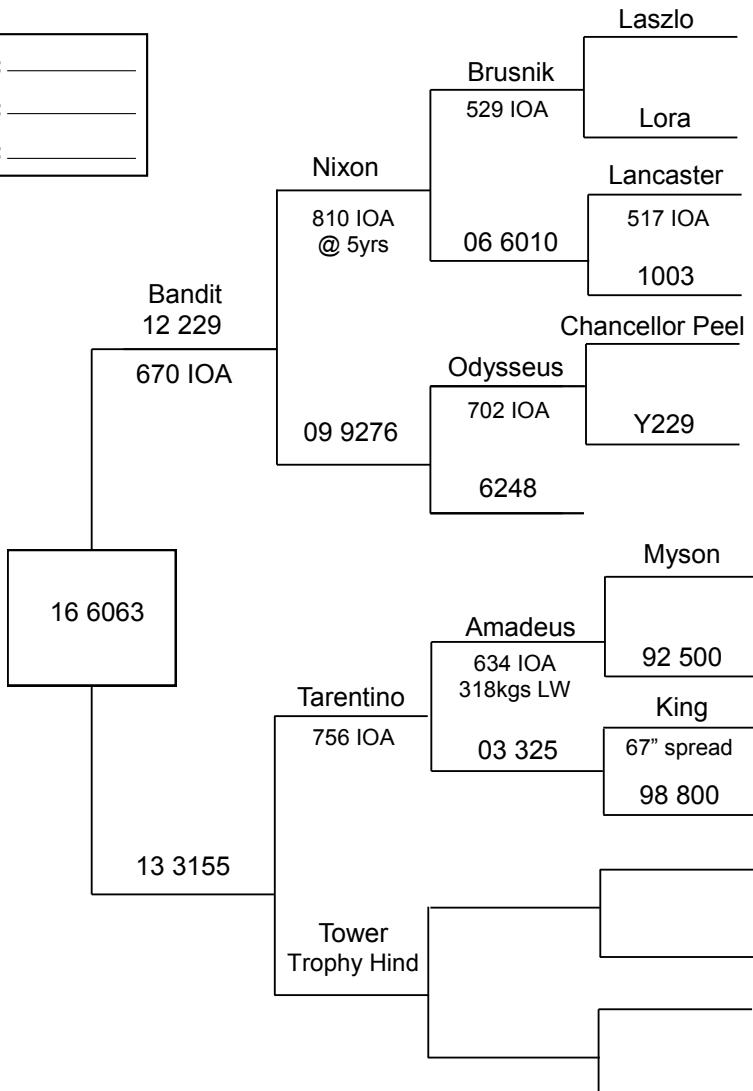 Laszlo
Brusnik
529 IOA
Lora
Nixon
Lancaster
810 IOA
@ 5yrs
517 IOA
06 6010
1003
Bandit
12 229
Chancellor Peel
670 IOA
Odysseus
702 IOA
09 9276
Y229
6248
Myson
16 6063
Amadeus
634 IOA
318kgs LW
92 500
Tarentino
King
756 IOA
03 325
67” spread
98 800
13 3155
Tower
Trophy Hind